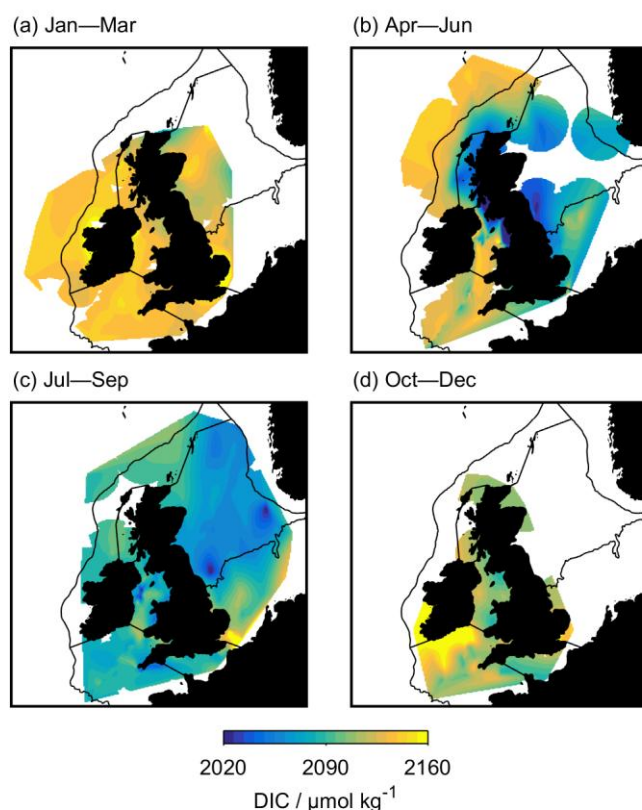 (a) Jan—Mar
(b) Apr—Jun
(c) Jul—Sep
(d) Oct—Dec
2020 2090 2160
DIC / μmol kg⁻¹